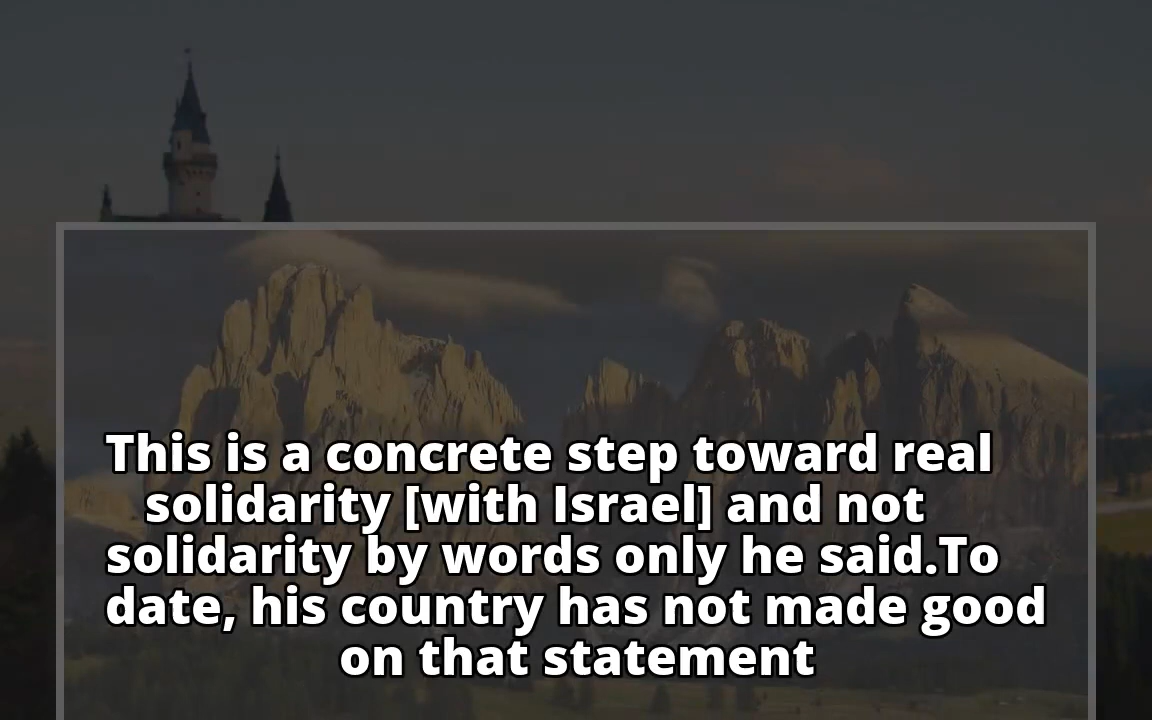 This is a concrete step toward real
solidarity [with Israel] and not
solidarity by words only he said.To
date, his country has not made good
on that statement